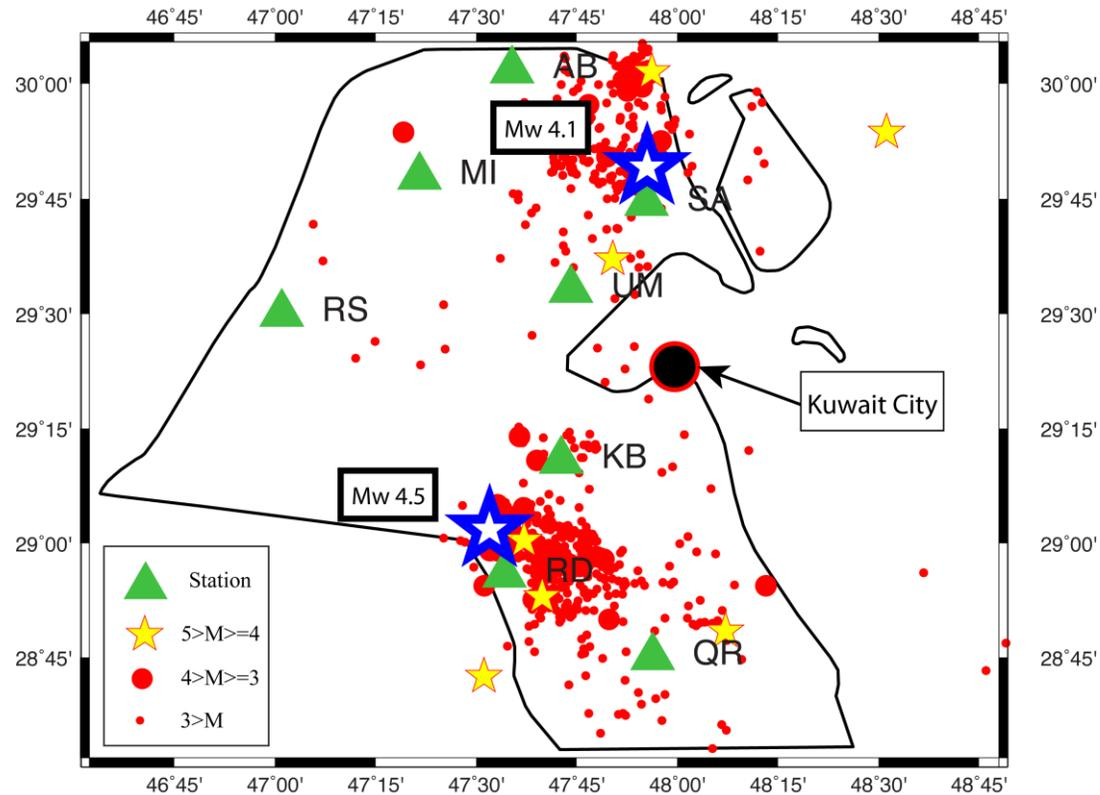 46˚45' 47˚00' 47˚15' 47˚30' 47˚45' 48˚00' 48˚15' 48˚30' 48˚45'
30˚00' AB 30˚00'
Mw 4.1
MI
29˚45' SA 29˚45'
UM
RS
29˚30' 29˚30'
Kuwait City
29˚15' 29˚15'
KB
Mw 4.5
29˚00' 29˚00'
RD
Station
5>M>=4
QR
28˚45' 28˚45'
4>M>=3
3>M
46˚45' 47˚00' 47˚15' 47˚30' 47˚45' 48˚00' 48˚15' 48˚30' 48˚45'